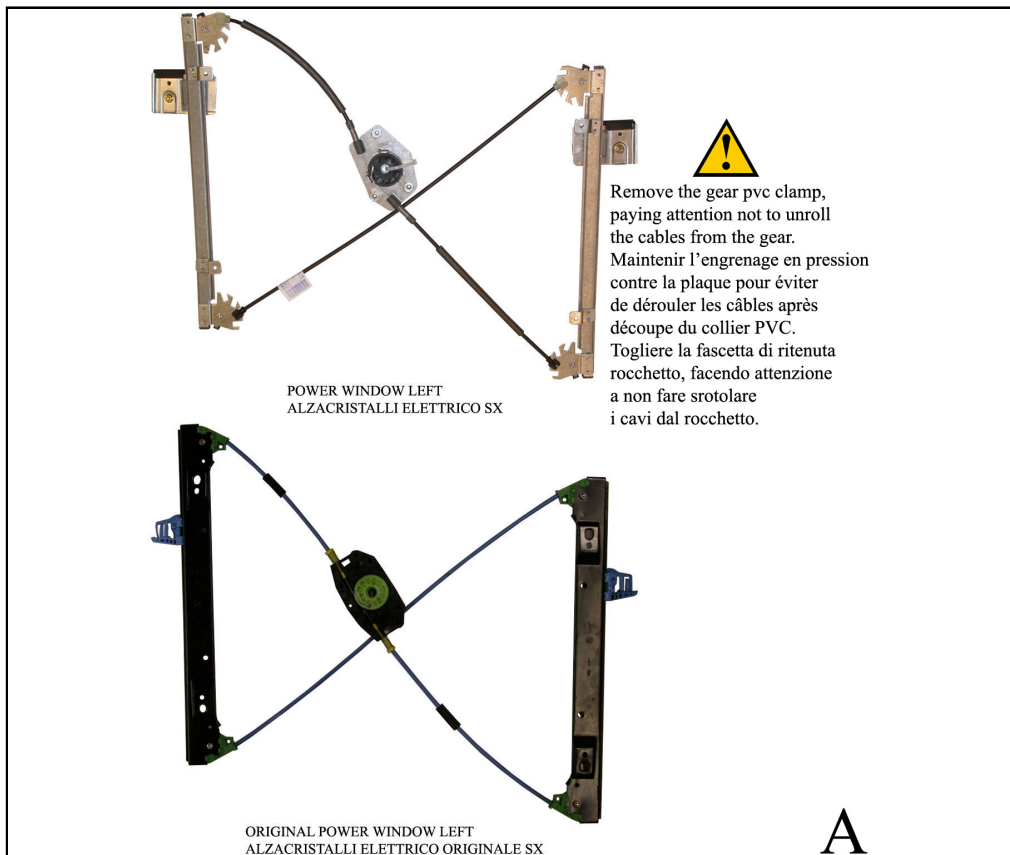 Remove the gear pvc clamp,
paying attention not to unroll
the cables from the gear.
Maintenir l’engrenage en pression
contre la plaque pour éviter
de dérouler les câbles après
découpe du collier PVC.
Togliere la fascetta di ritenuta
rocchetto, facendo attenzione
a non fare srotolare
i cavi dal rocchetto.
POWER WINDOW LEFT
ALZACRISTALLI ELETTRICO SX
ORIGINAL POWER WINDOW LEFT
ALZACRISTALLI ELETTRICO ORIGINALE SX
A